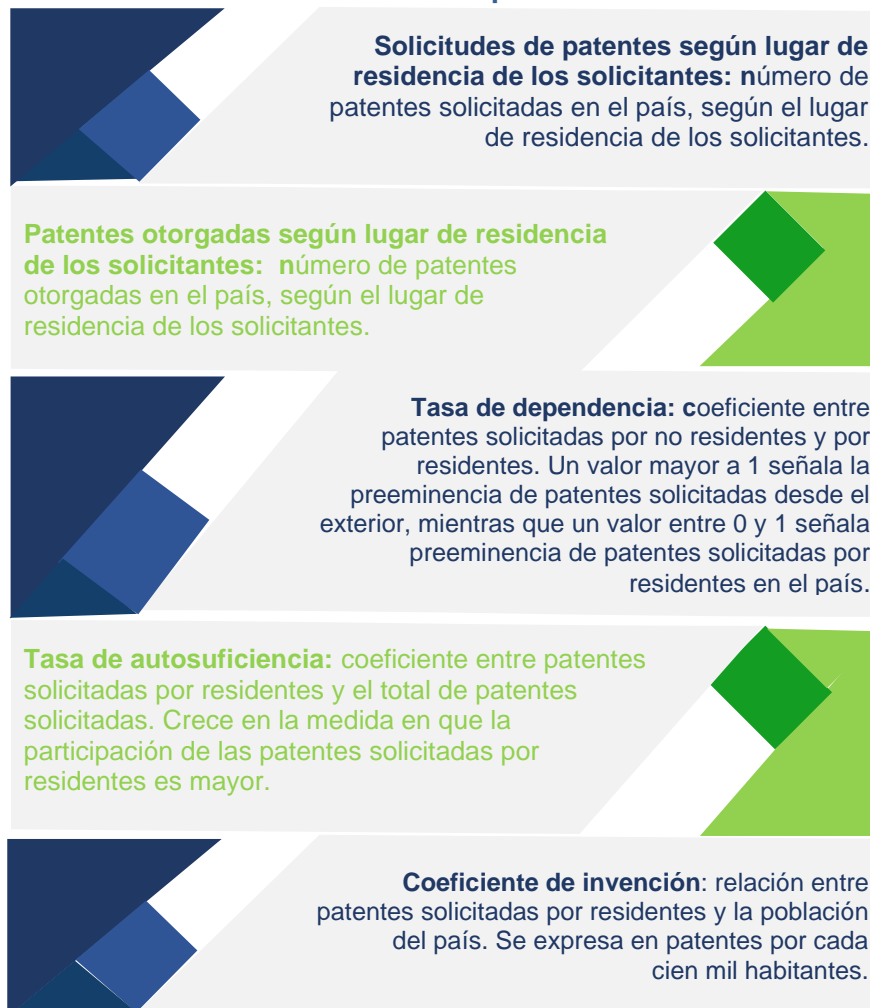 Solicitudes de patentes según lugar de
residencia de los solicitantes: número de
patentes solicitadas en el país, según el lugar
de residencia de los solicitantes.
Patentes otorgadas según lugar de residencia
de los solicitantes: número de patentes
otorgadas en el país, según el lugar de
residencia de los solicitantes.
Tasa de dependencia: coeficiente entre
patentes solicitadas por no residentes y por
residentes. Un valor mayor a 1 señala la
preeminencia de patentes solicitadas desde el
exterior, mientras que un valor entre 0 y 1 señala
preeminencia de patentes solicitadas por
residentes en el país.
Tasa de autosuficiencia: coeficiente entre patentes
solicitadas por residentes y el total de patentes
solicitadas. Crece en la medida en que la
participación de las patentes solicitadas por
residentes es mayor.
Coeficiente de invención: relación entre
patentes solicitadas por residentes y la población
del país. Se expresa en patentes por cada
cien mil habitantes.